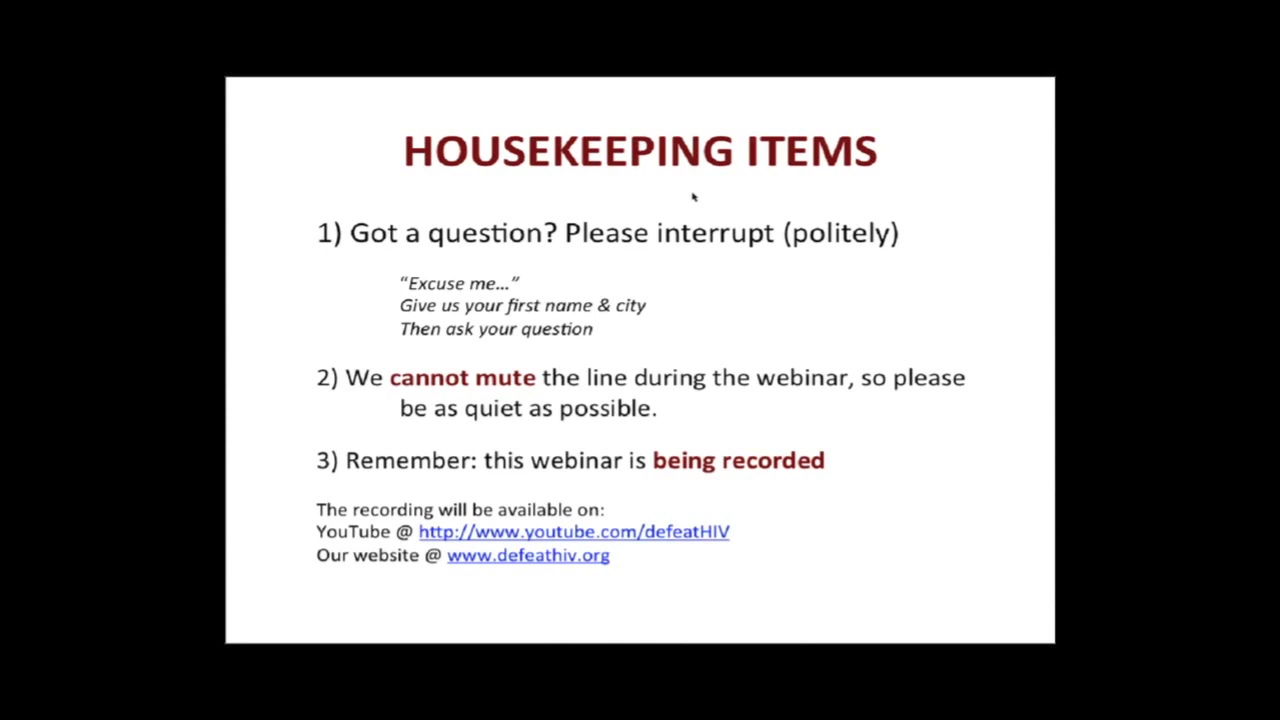 HOUSEKEEPING ITEMS
1) Got a question? Please interrupt (politely)
“Excuse me...”
Give us your first name & city
Then ask your question
2) We cannot mute the line during the webinar, so please
be as quiet as possible.
3) Remember: this webinar is being recorded
The recording will be available on:
YouTube @ http://www.youtube.com/defeatHIV
Our website @ www.defeathiv.org